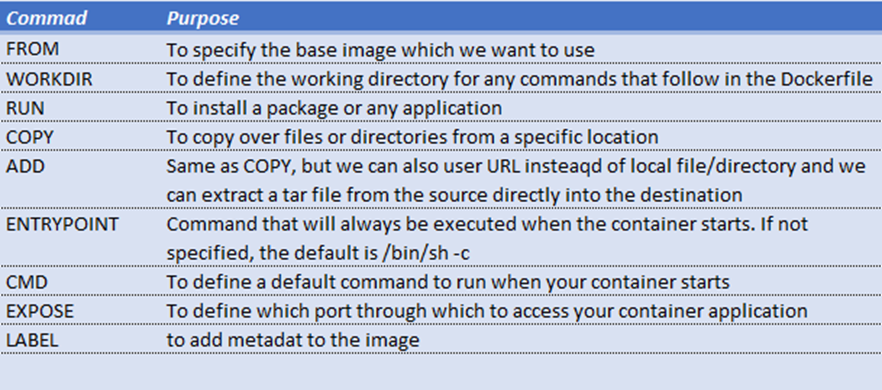 Commad Purpose
FROM To specify the base image which we want to use
WORKDIR To define the working directory for any commands that follow in the Dockerfile
RUN To install a package or any application
COPY To copy over files or directories from a specific location
ADD Same as COPY, but we can also user URL insteaqd of local file/directory and we
can extract a tar file from the source directly into the destination
ENTRYPOINT Command that will always be executed when the container starts. If not
specified, the default is /bin/sh -c
CMD To define a default command to run when your container starts
EXPOSE To define which port through which to access your container application
LABEL to add metadat to the image